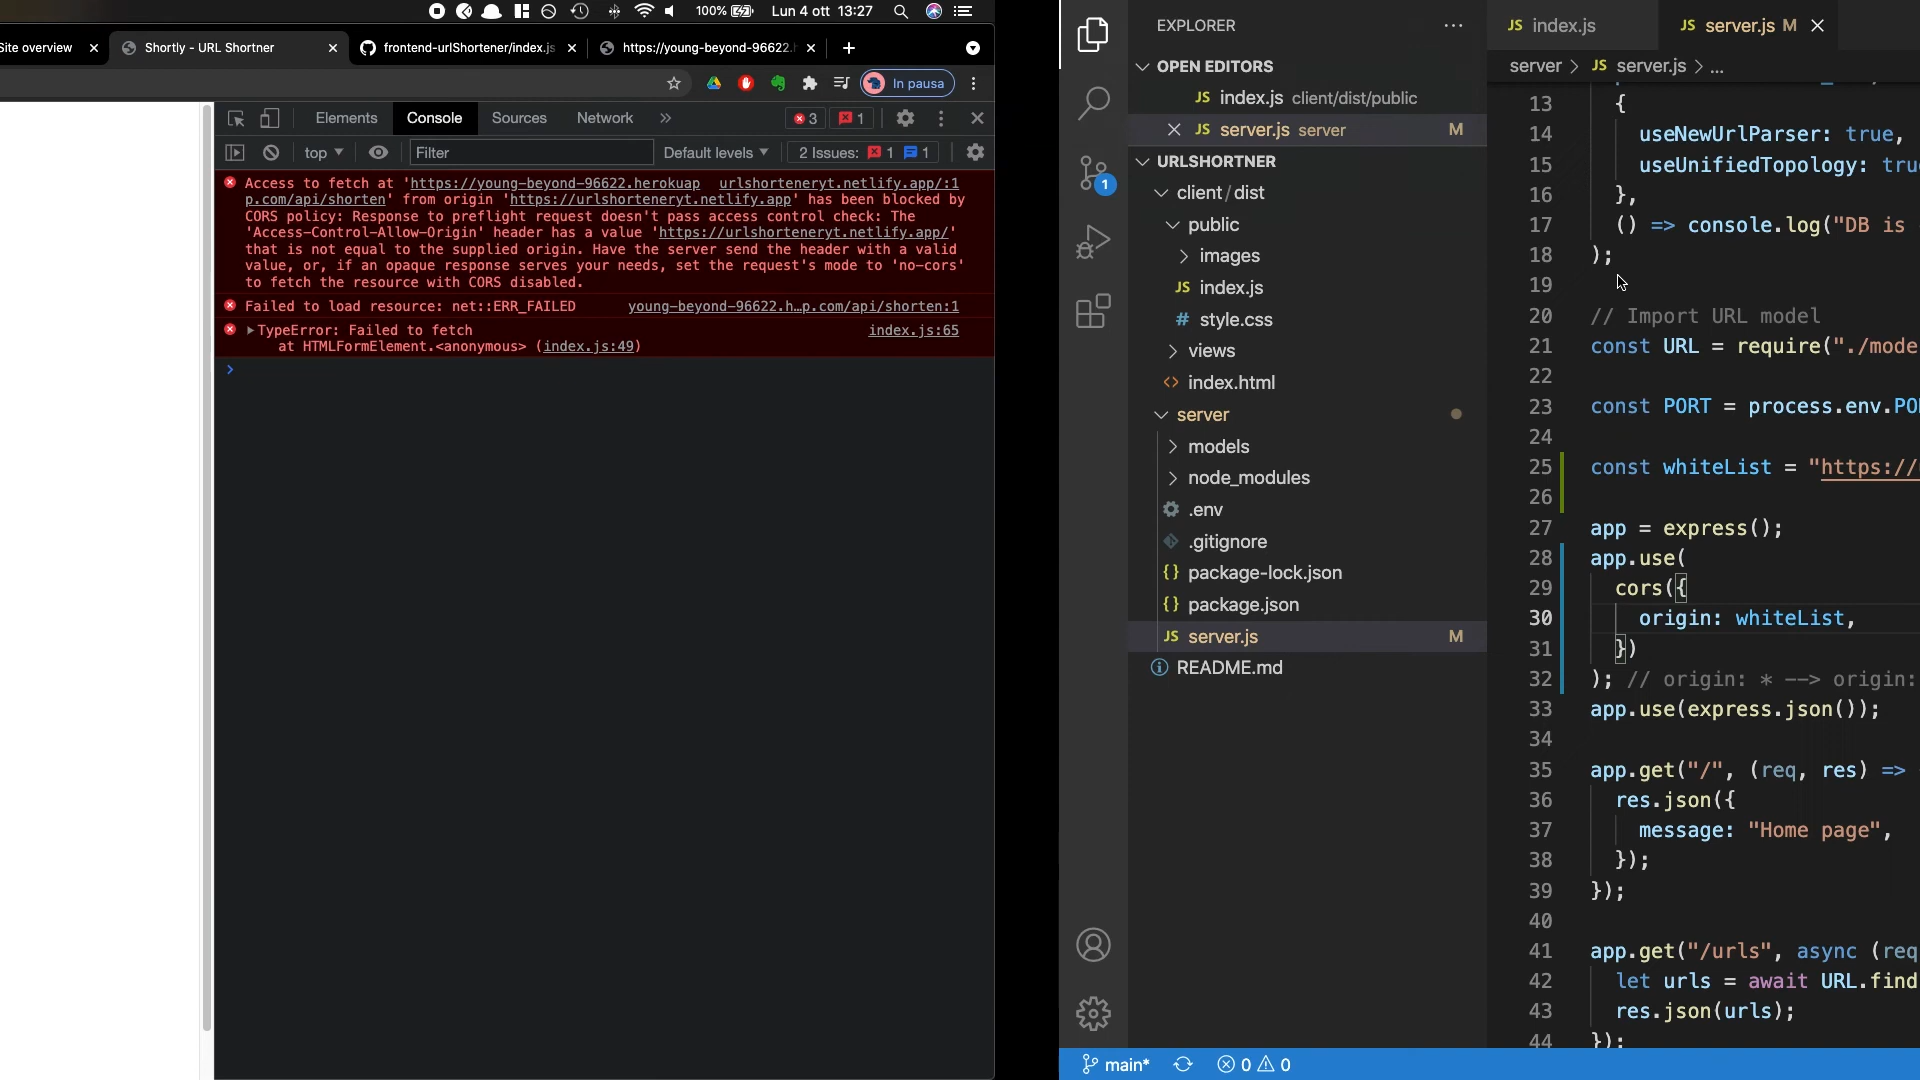 100%
Lun 4 ott 13:27
Site overview
Shortly - URL Shortner
frontend-urlShortener/index.js
https://young-beyond-96622.
In pausa
Elements
Console
Sources
Network
3
1
top
Filter
Default levels
2 Issues:
1
1
Access to fetch at 'https://young-beyond-96622.herokuap urlshorteneryt.netlify.app/:1
p.com/api/shorten' from origin 'https://urlshorteneryt.netlify.app' has been blocked by
CORS policy: Response to preflight request doesn't pass access control check: The
'Access-Control-Allow-Origin' header has a value 'https://urlshorteneryt.netlify.app/'
that is not equal to the supplied origin. Have the server send the header with a valid
value, or, if an opaque response serves your needs, set the request's mode to 'no-cors'
to fetch the resource with CORS disabled.
Failed to load resource: net::ERR_FAILED young-beyond-96622.h…p.com/api/shorten:1
TypeError: Failed to fetch index.js:65
at HTMLFormElement.<anonymous> (index.js:49)
EXPLORER
OPEN EDITORS
JS index.js client/dist/public
JS server.js server M
URLSHORTNER
client/dist
public
images
JS index.js
# style.css
views
<> index.html
server
models
node_modules
.env
.gitignore
{} package-lock.json
{} package.json
JS server.js M
README.md
1
JS index.js
JS server.js M
server > JS server.js > ...
13 {
14 useNewUrlParser: true,
15 useUnifiedTopology: tru
16 },
17 () => console.log("DB is
18 );
19
20 // Import URL model
21 const URL = require("./mode
22
23 const PORT = process.env.PO
24
25 const whiteList = "https://
26
27 app = express();
28 app.use(
29 cors({
30 origin: whiteList,
31 })
32 ); // origin: * --> origin:
33 app.use(express.json());
34
35 app.get("/", (req, res) =>
36 res.json({
37 message: "Home page",
38 });
39 });
40
41 app.get("/urls", async (req
42 let urls = await URL.find
43 res.json(urls);
44 });
main*
0
0